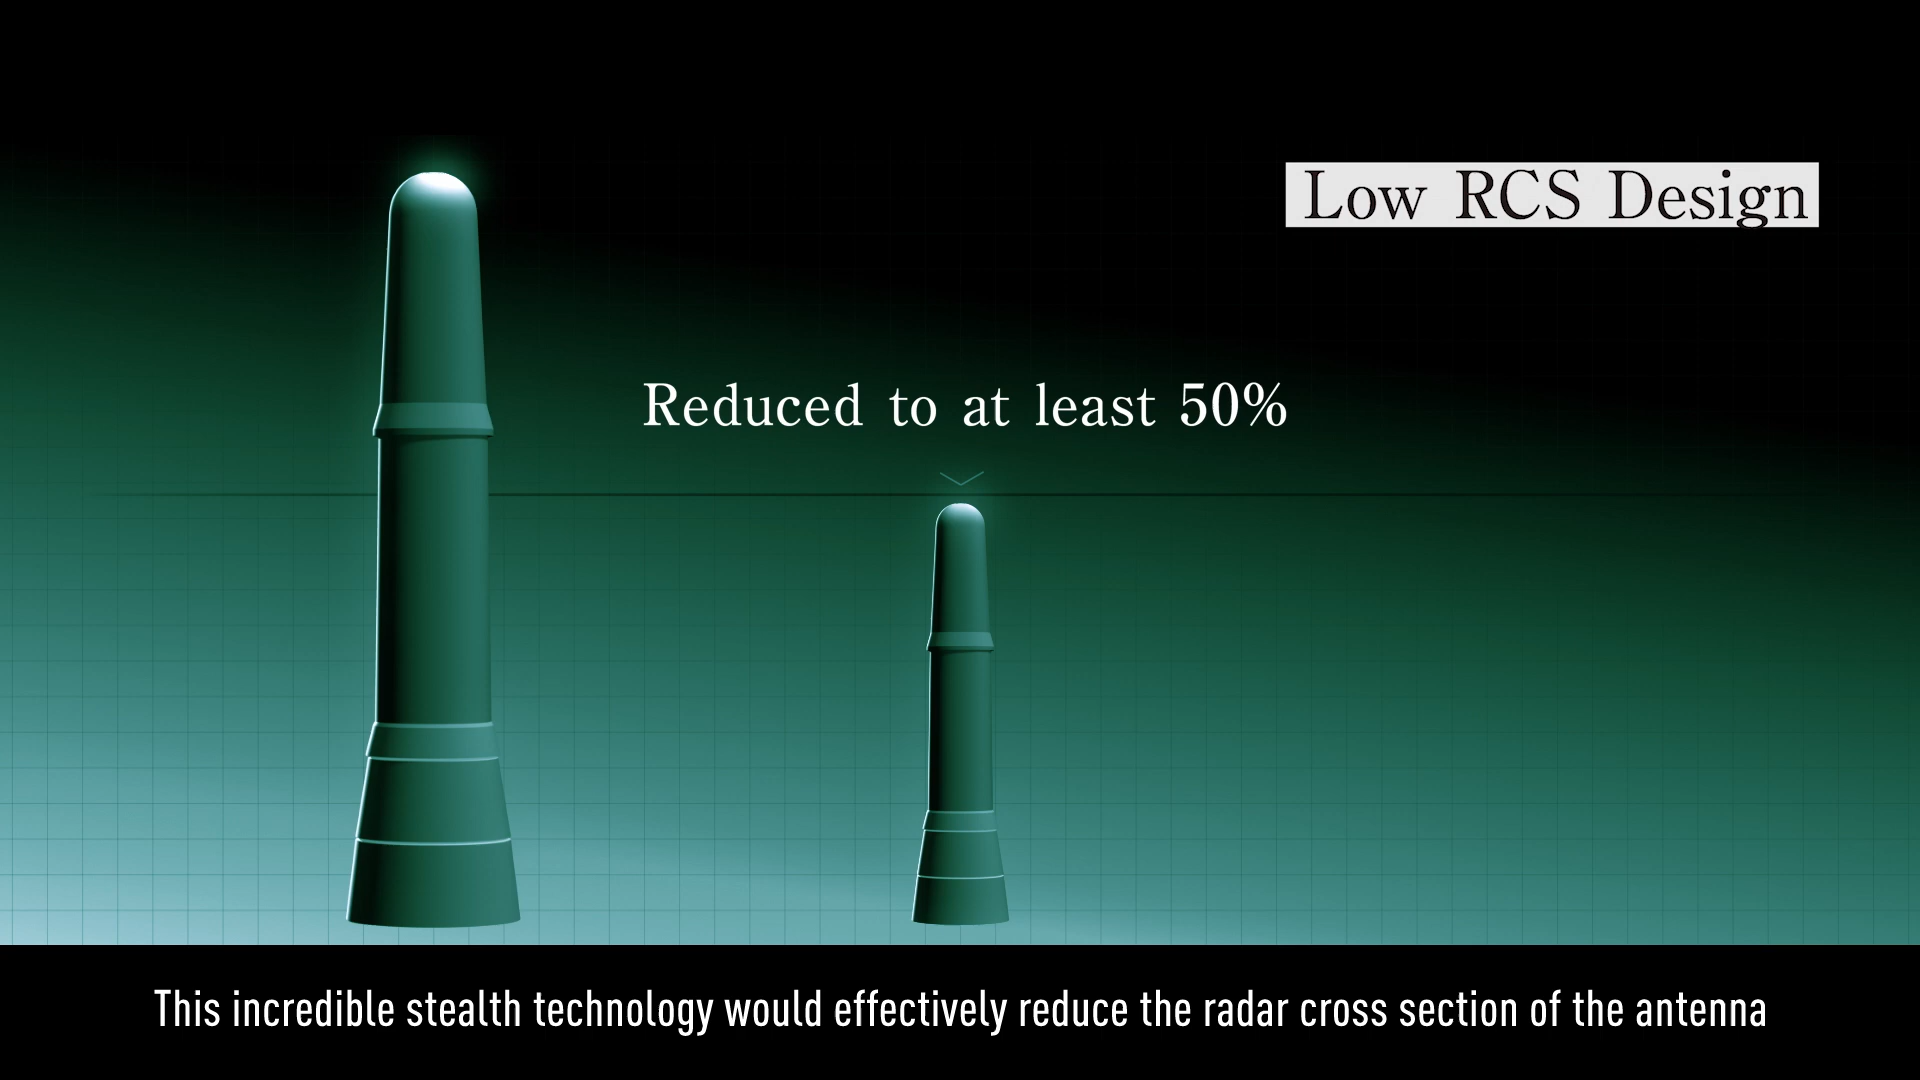 Low RCS Design
Reduced to at least 50%
This incredible stealth technology would effectively reduce the radar cross section of the antenna